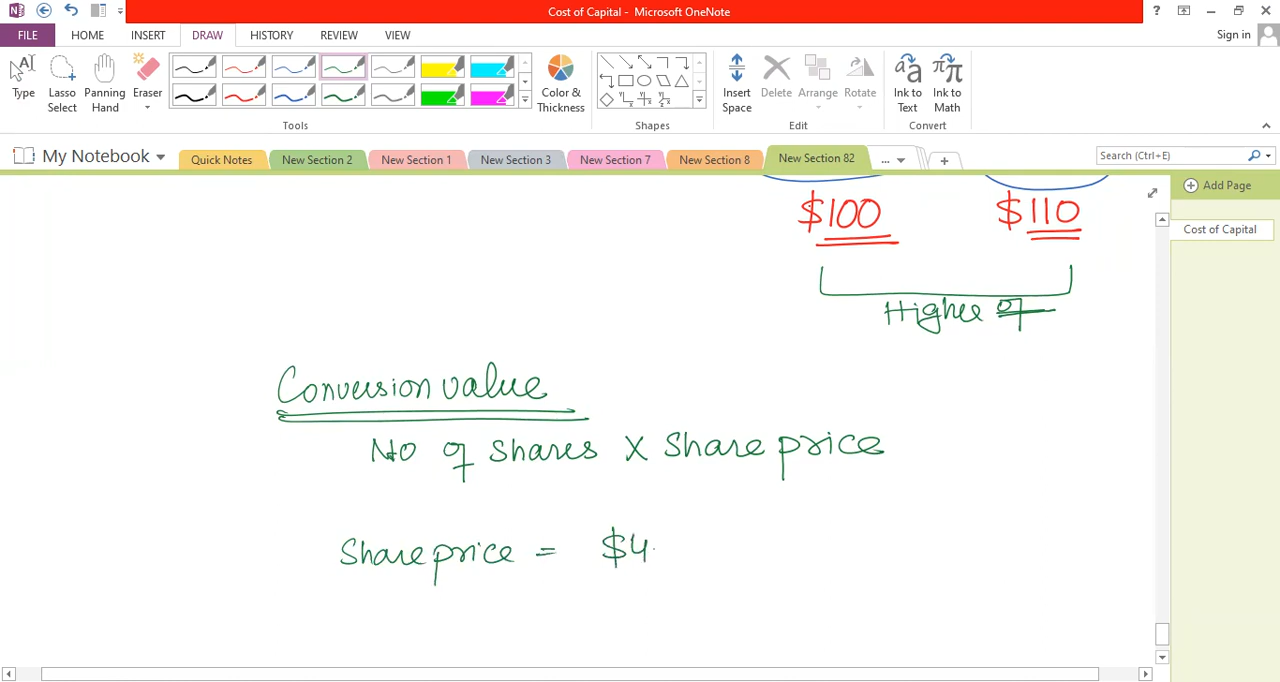 Cost of Capital - Microsoft OneNote
?
FILE HOME INSERT DRAW HISTORY REVIEW VIEW
Sign in
Type
Lasso Select
Panning Hand
Eraser
Color & Thickness
Insert Space
Delete
Arrange
Rotate
Ink to Text
Ink to Math
Tools
Shapes
Edit
Convert
My Notebook
Quick Notes
New Section 2
New Section 1
New Section 3
New Section 7
New Section 8
New Section 82
...
Search (Ctrl+E)
Add Page
Cost of Capital
$100 $110
Higher of
Conversion value
No of shares X Share price
Share price = $4.